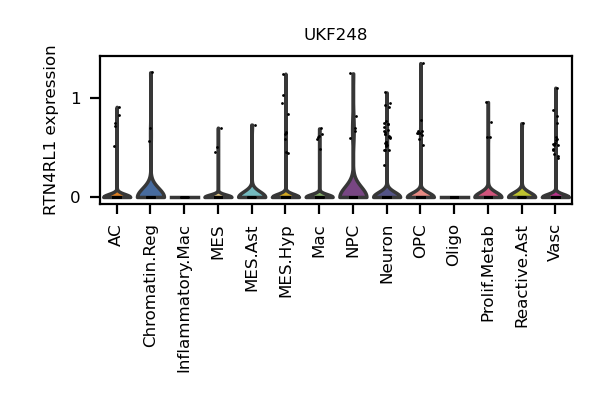 UKF248
RTN4RL1 expression
1
0
AC
Chromatin.Reg
Inflammatory.Mac
MES
MES.Ast
MES.Hyp
Mac
NPC
Neuron
OPC
Oligo
Prolif.Metab
Reactive.Ast
Vasc